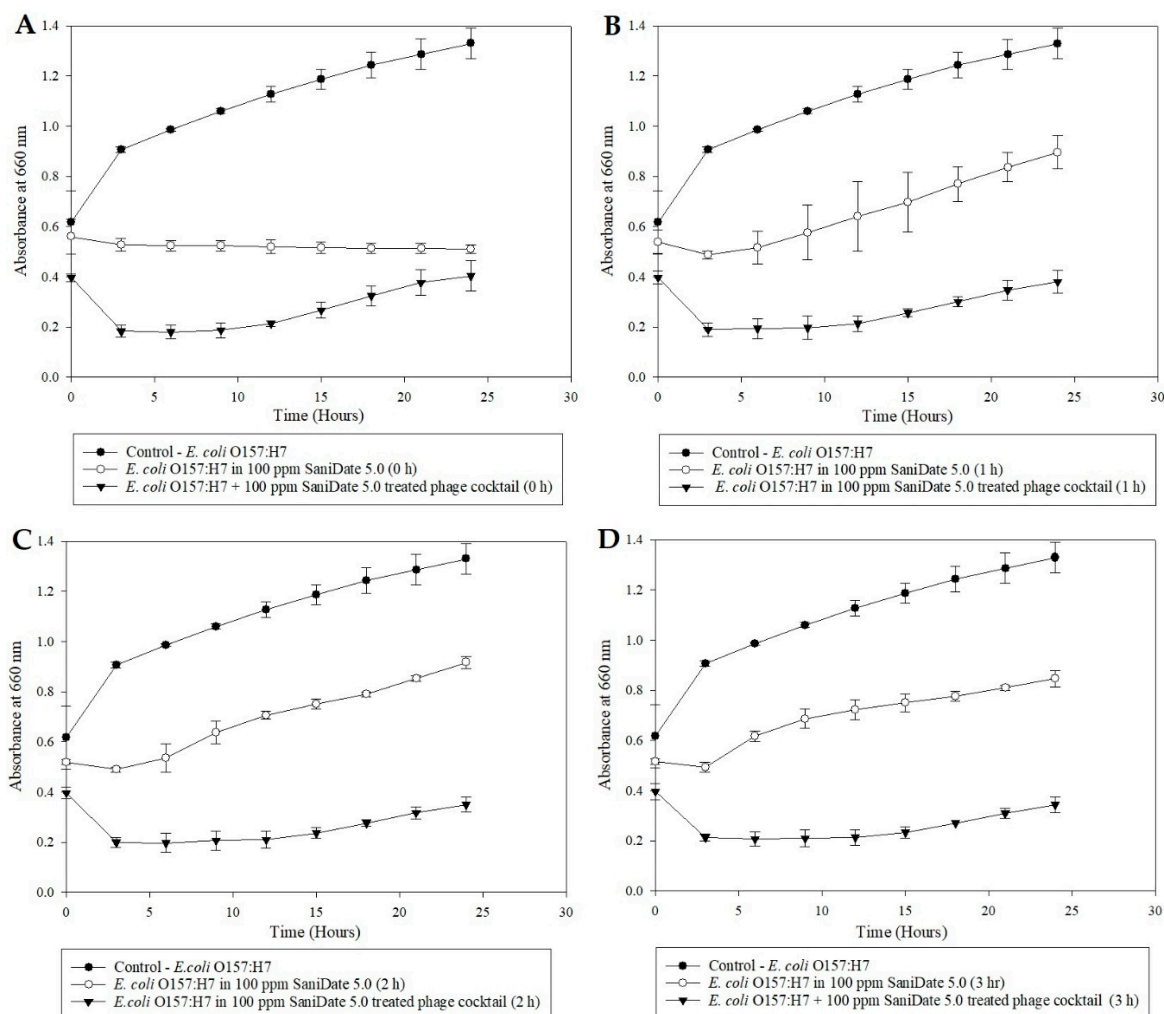 A
1.4
1.2
1.0
0.8
0.6
0.4
0.2
0.0
Absorbance at 660 nm
0 5 10 15 20 25 30
Time (Hours)
Control - E. coli O157:H7
E. coli O157:H7 in 100 ppm SaniDate 5.0 (0 h)
E. coli O157:H7 + 100 ppm SaniDate 5.0 treated phage cocktail (0 h)
B
1.4
1.2
1.0
0.8
0.6
0.4
0.2
0.0
Absorbance at 660 nm
0 5 10 15 20 25 30
Time (Hours)
Control - E. coli O157:H7
E. coli O157:H7 in 100 ppm SaniDate 5.0 (1 h)
E. coli O157:H7 in 100 ppm SaniDate 5.0 treated phage cocktail (1 h)
C
1.4
1.2
1.0
0.8
0.6
0.4
0.2
0.0
Absorbance at 660 nm
0 5 10 15 20 25 30
Time (Hours)
Control - E.coli O157:H7
E. coli O157:H7 in 100 ppm SaniDate 5.0 (2 h)
E.coli O157:H7 in 100 ppm SaniDate 5.0 treated phage cocktail (2 h)
D
1.4
1.2
1.0
0.8
0.6
0.4
0.2
0.0
Absorbance at 660 nm
0 5 10 15 20 25 30
Time (Hours)
Control - E. coli O157:H7
E. coli O157:H7 in 100 ppm SaniDate 5.0 (3 hr)
E. coli O157:H7 + 100 ppm SaniDate 5.0 treated phage cocktail (3 h)